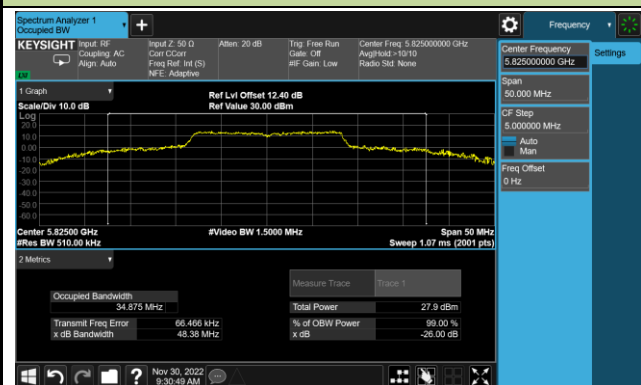 Spectrum Analyzer 1
Occupied BW
+
Frequency
KEYSIGHT
Input: RF
Coupling: AC
Align: Auto
Input Z: 50 Ω
Corr CCorr
Freq Ref: Int (S)
NFE: Adaptive
Atten: 20 dB
Trig: Free Run
Gate: Off
#IF Gain: Low
Center Freq: 5.825000000 GHz
Avg|Hold:>10/10
Radio Std: None
Center Frequency
5.825000000 GHz
Settings
Span
50.000 MHz
CF Step
5.000000 MHz
Auto
Man
Freq Offset
0 Hz
1 Graph
Scale/Div 10.0 dB
Ref Lvl Offset 12.40 dB
Ref Value 30.00 dBm
Log
20.0
10.0
0.00
-10.0
-20.0
-30.0
-40.0
-50.0
-60.0
Center 5.82500 GHz
#Res BW 510.00 kHz
#Video BW 1.5000 MHz
Span 50 MHz
Sweep 1.07 ms (2001 pts)
2 Metrics
Measure Trace
Trace 1
Occupied Bandwidth
34.875 MHz
Total Power
27.9 dBm
Transmit Freq Error
66.466 kHz
% of OBW Power
99.00 %
x dB Bandwidth
48.38 MHz
x dB
-26.00 dB
?
Nov 30, 2022
9:30:49 AM